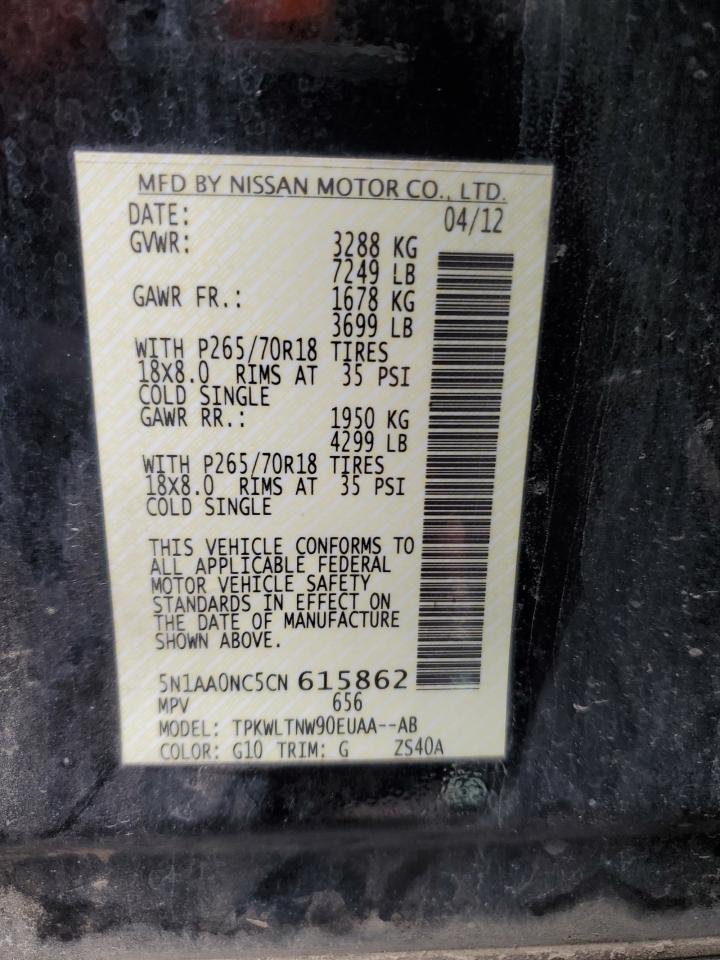 MFD BY NISSAN MOTOR CO., LTD.
DATE: 04/12
GVWR: 3288 KG
7249 LB
GAWR FR.: 1678 KG
3699 LB
WITH P265/70R18 TIRES
18X8.0 RIMS AT 35 PSI
COLD SINGLE
GAWR RR.: 1950 KG
4299 LB
WITH P265/70R18 TIRES
18X8.0 RIMS AT 35 PSI
COLD SINGLE
THIS VEHICLE CONFORMS TO
ALL APPLICABLE FEDERAL
MOTOR VEHICLE SAFETY
STANDARDS IN EFFECT ON
THE DATE OF MANUFACTURE
SHOWN ABOVE.
5N1AA0NC5CN 615862
MPV 656
MODEL: TPKWLTNW90EUAA--AB
COLOR: G10 TRIM: G ZS40A